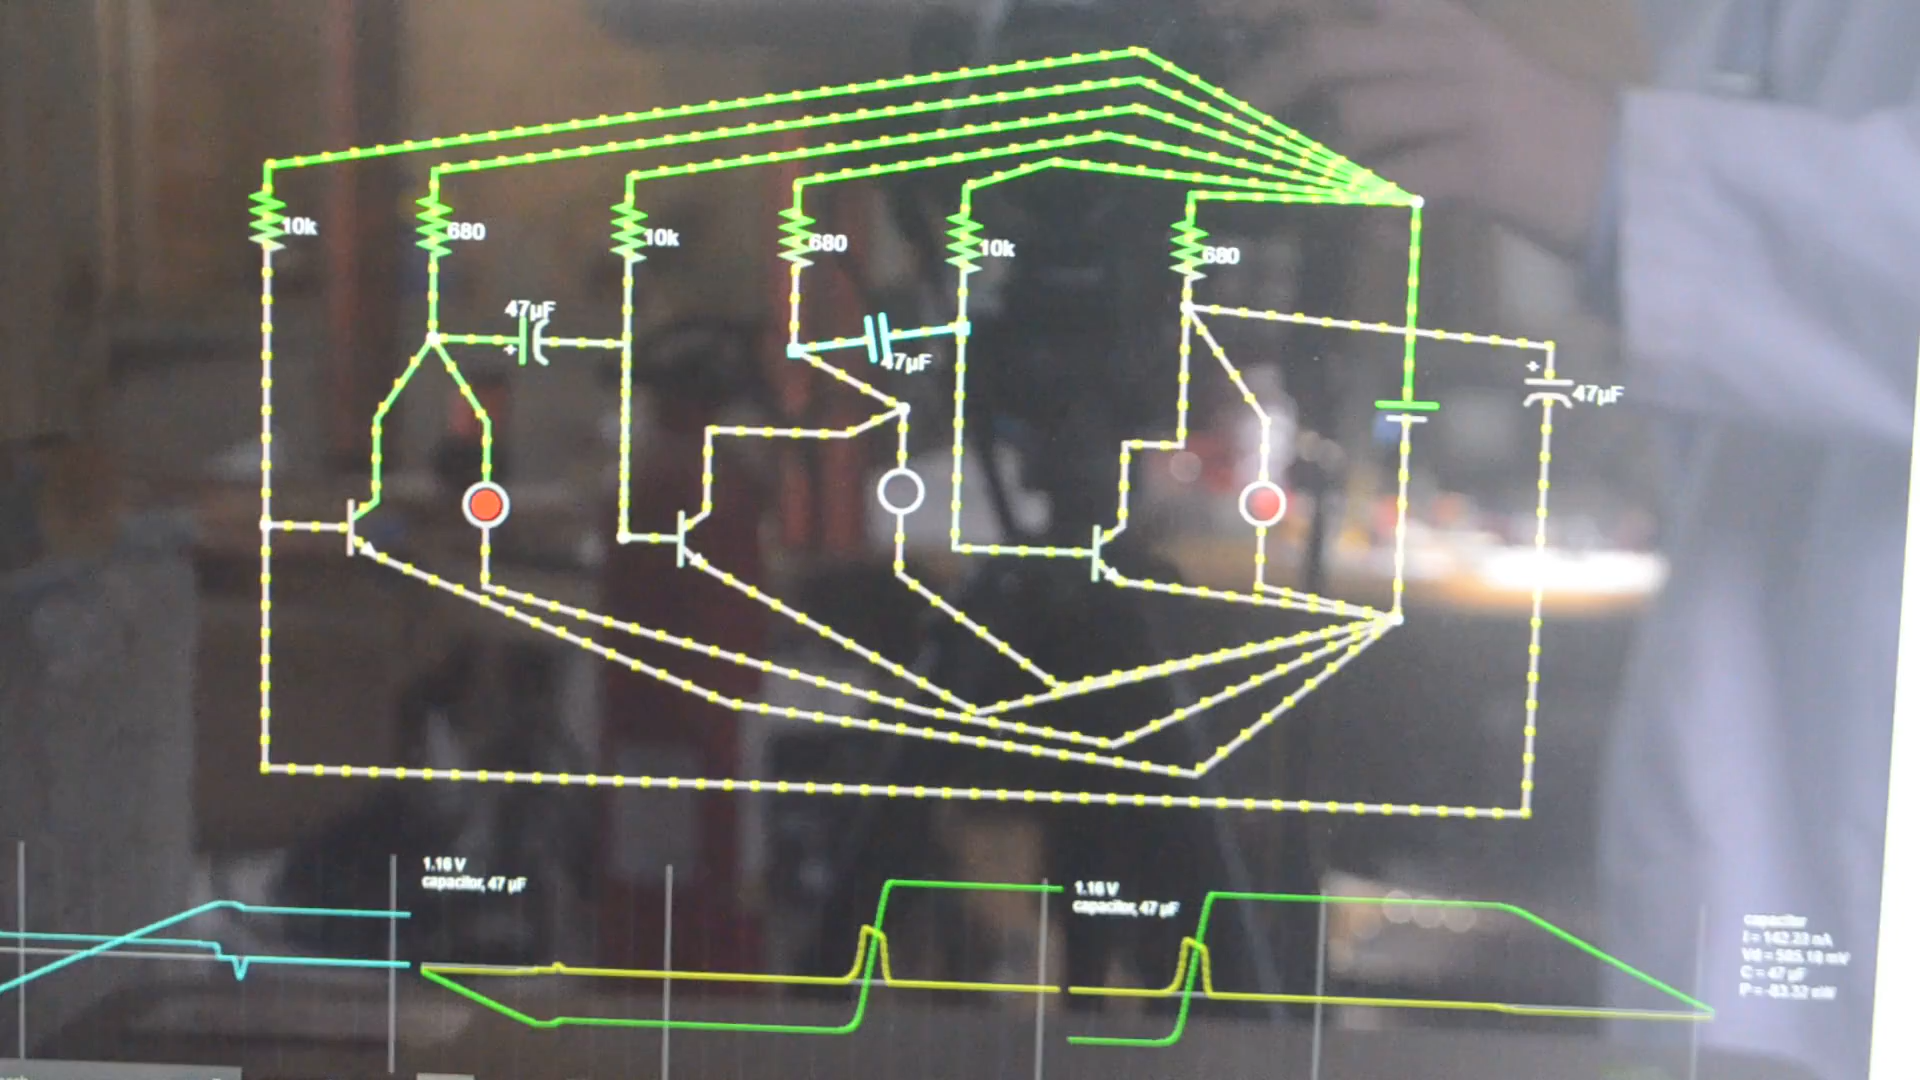 10k
680
10k
680
10k
680
47µF
47µF
+
+
47µF
1.16 V
capacitor, 47 µF
1.16 V
capacitor, 47 µF
capacitor
C = 47 µF